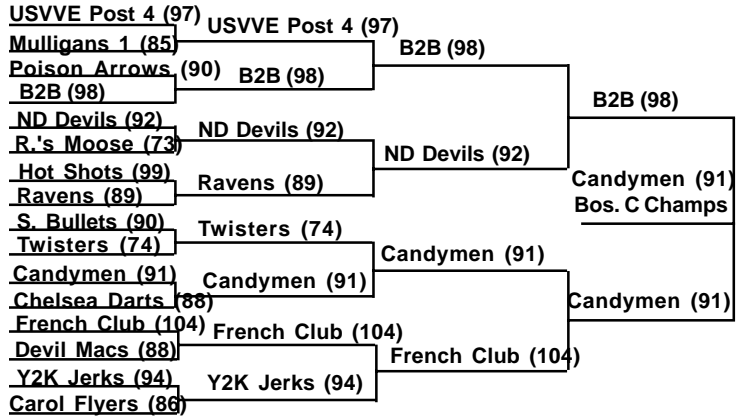 USVVE Post 4 (97)
Mulligans 1 (85)
Poison Arrows (90)
B2B (98)
ND Devils (92)
R.'s Moose (73)
Hot Shots (99)
Ravens (89)
S. Bullets (90)
Twisters (74)
Candymen (91)
Chelsea Darts (88)
French Club (104)
Devil Macs (88)
Y2K Jerks (94)
Carol Flyers (86)
USVVE Post 4 (97)
B2B (98)
ND Devils (92)
Ravens (89)
Twisters (74)
Candymen (91)
French Club (104)
Y2K Jerks (94)
B2B (98)
ND Devils (92)
Candymen (91)
French Club (104)
B2B (98)
Candymen (91)
Candymen (91)
Bos. C Champs